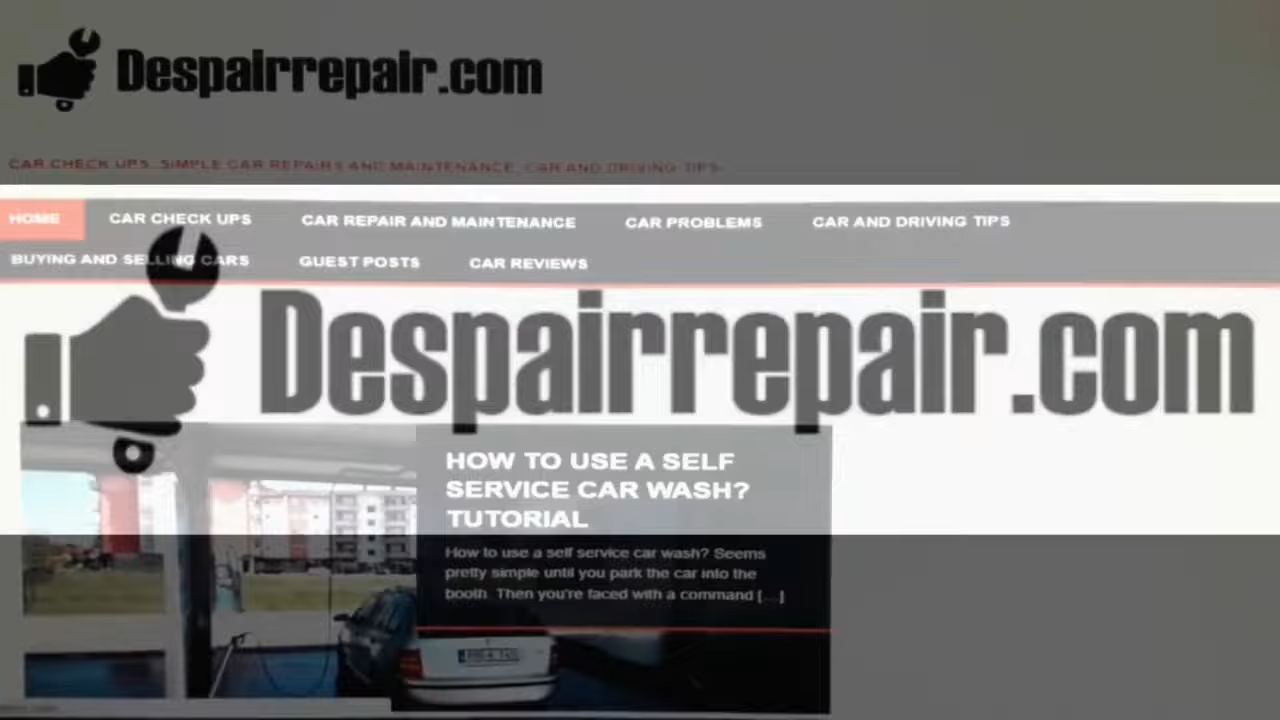 Despairrepair.com
CAR CHECK UPS, SIMPLE CAR REPAIRS AND MAINTENANCE, CAR AND DRIVING TIPS
HOME CAR CHECK UPS CAR REPAIR AND MAINTENANCE CAR PROBLEMS CAR AND DRIVING TIPS
BUYING AND SELLING CARS GUEST POSTS CAR REVIEWS
Despairrepair.com
HOW TO USE A SELF
SERVICE CAR WASH?
TUTORIAL
How to use a self service car wash? Seems
pretty simple until you park the car into the
booth. Then you're faced with a command [...]